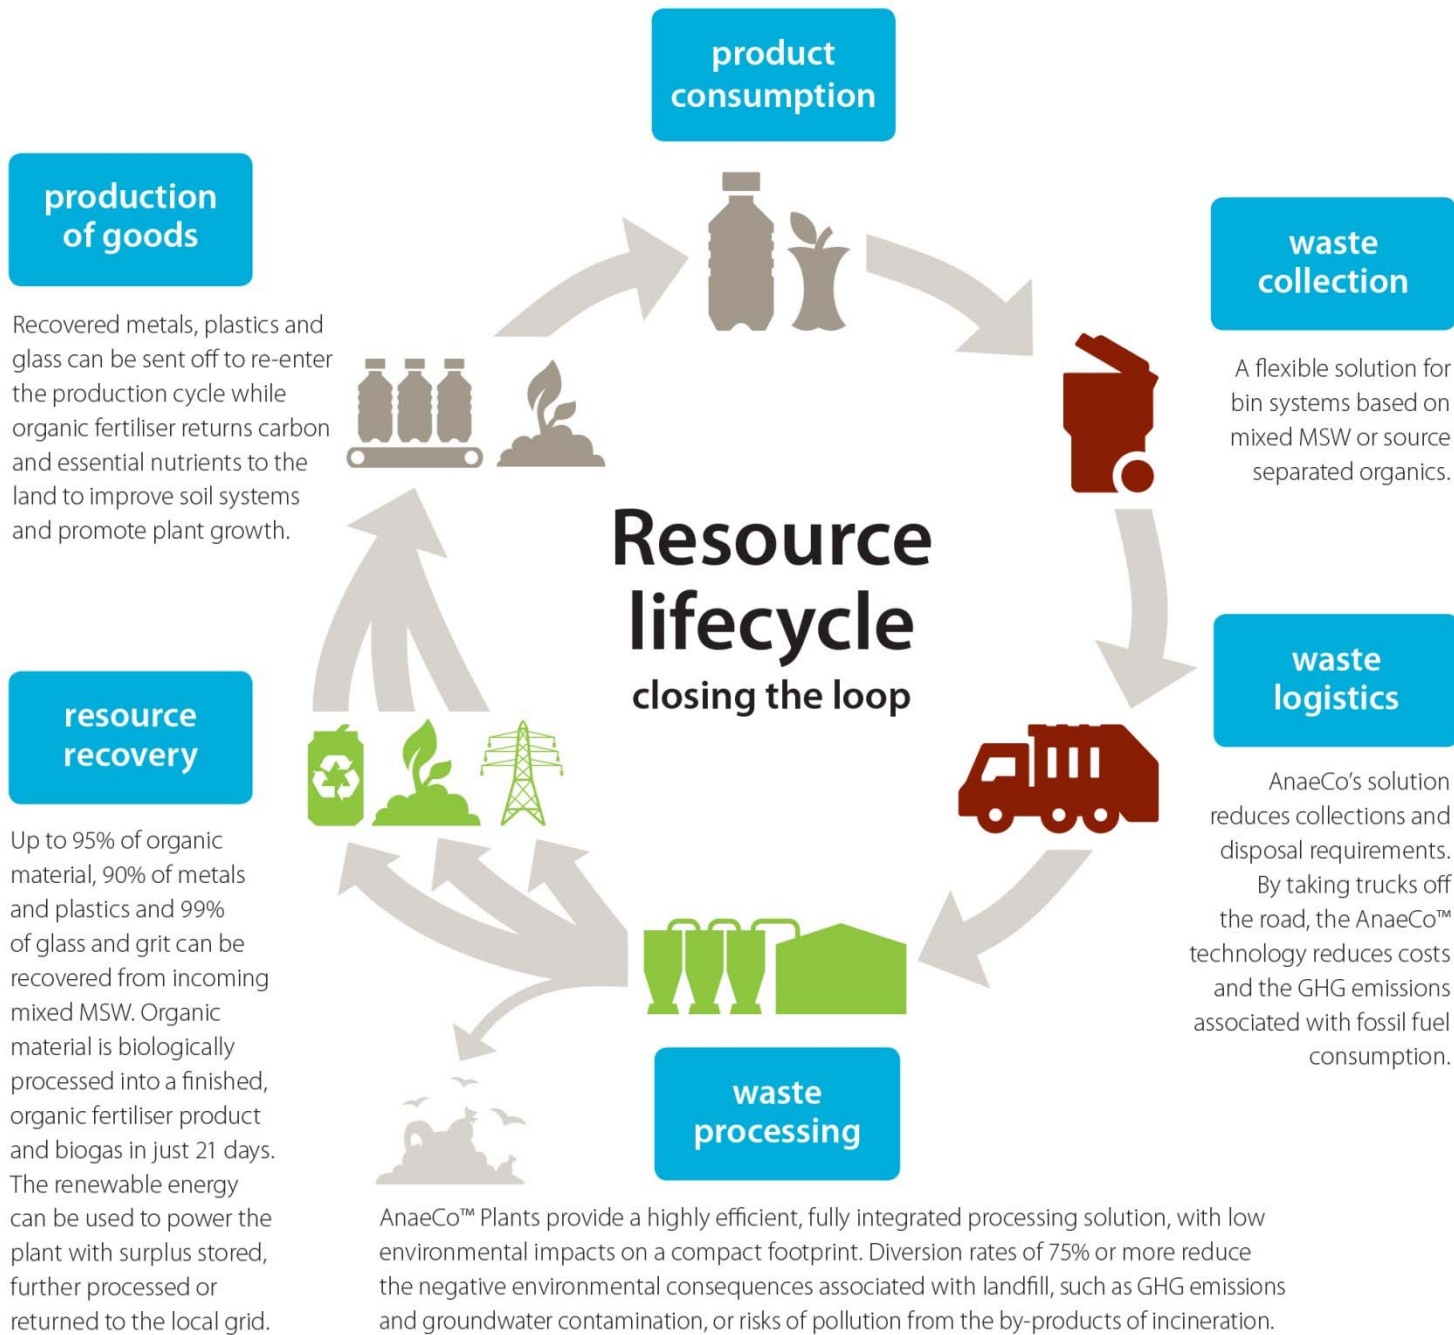 product
consumption
production
of goods
Recovered metals, plastics and
glass can be sent off to re-enter
the production cycle while
organic fertiliser returns carbon
and essential nutrients to the
land to improve soil systems
and promote plant growth.
waste
collection
A flexible solution for
bin systems based on
mixed MSW or source
separated organics.
Resource
lifecycle
closing the loop
waste
logistics
AnaeCo’s solution
reduces collections and
disposal requirements.
By taking trucks off
the road, the AnaeCo™
technology reduces costs
and the GHG emissions
associated with fossil fuel
consumption.
resource
recovery
Up to 95% of organic
material, 90% of metals
and plastics and 99%
of glass and grit can be
recovered from incoming
mixed MSW. Organic
material is biologically
processed into a finished,
organic fertiliser product
and biogas in just 21 days.
The renewable energy
can be used to power the
plant with surplus stored,
further processed or
returned to the local grid.
waste
processing
AnaeCo™ Plants provide a highly efficient, fully integrated processing solution, with low
environmental impacts on a compact footprint. Diversion rates of 75% or more reduce
the negative environmental consequences associated with landfill, such as GHG emissions
and groundwater contamination, or risks of pollution from the by-products of incineration.